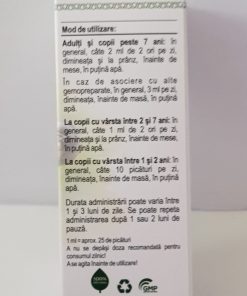 Mod de utilizare:
Adulți și copii peste 7 ani: în
general, câte 2 ml de 2 ori pe zi,
dimineața și la prânz, înainte de
mese, în puțină apă.
În caz de asociere cu alte
gemopreparate, în general, 3 ml pe zi,
dimineața, înainte de masă, în puțină
apă.
La copii cu vârsta între 2 și 7 ani: în
general, câte 1 ml de 2 ori pe zi,
dimineața și la prânz, înainte de mese,
în puțină apă.
La copii cu vârsta între 1 și 2 ani: în
general, câte 10 picături pe zi,
dimineața, înainte de masă, în puțină
apă.
Durata administrării poate varia între
1 și 3 luni de zile. Se poate repeta
administrarea după 1 sau 2 luni de
pauză.
1 ml = aprox. 25 de picături
A nu se depăși doza recomandată pentru
consumul zilnic!
A se agita înainte de întrebuințare!
100%
GMP